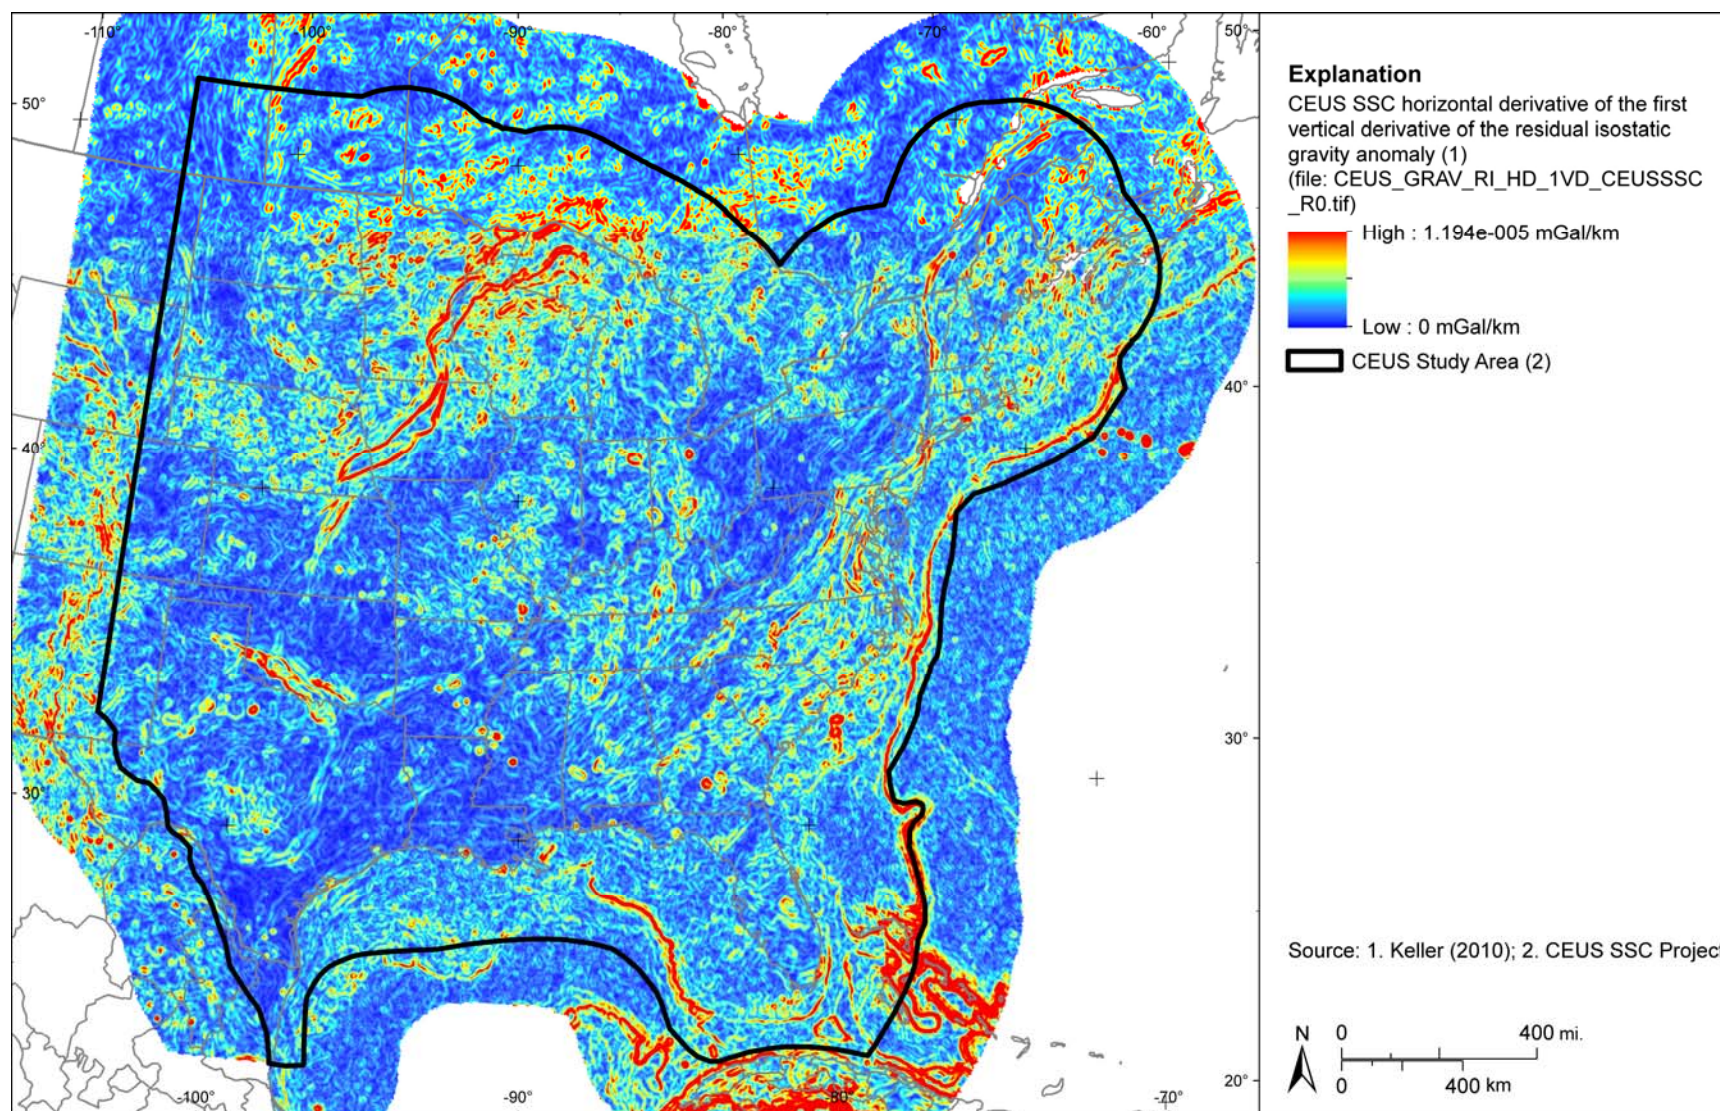 -110° -100° -90° -80° -70° -60° 50°
50°
40°
40°
30°
30°
20°
-100° -90° -80° -70°
Explanation
CEUS SSC horizontal derivative of the first
vertical derivative of the residual isostatic
gravity anomaly (1)
(file: CEUS_GRAV_RI_HD_1VD_CEUSSSC
_R0.tif)
High : 1.194e-005 mGal/km
Low : 0 mGal/km
CEUS Study Area (2)
Source: 1. Keller (2010); 2. CEUS SSC Project
N 0 400 mi.
0 400 km